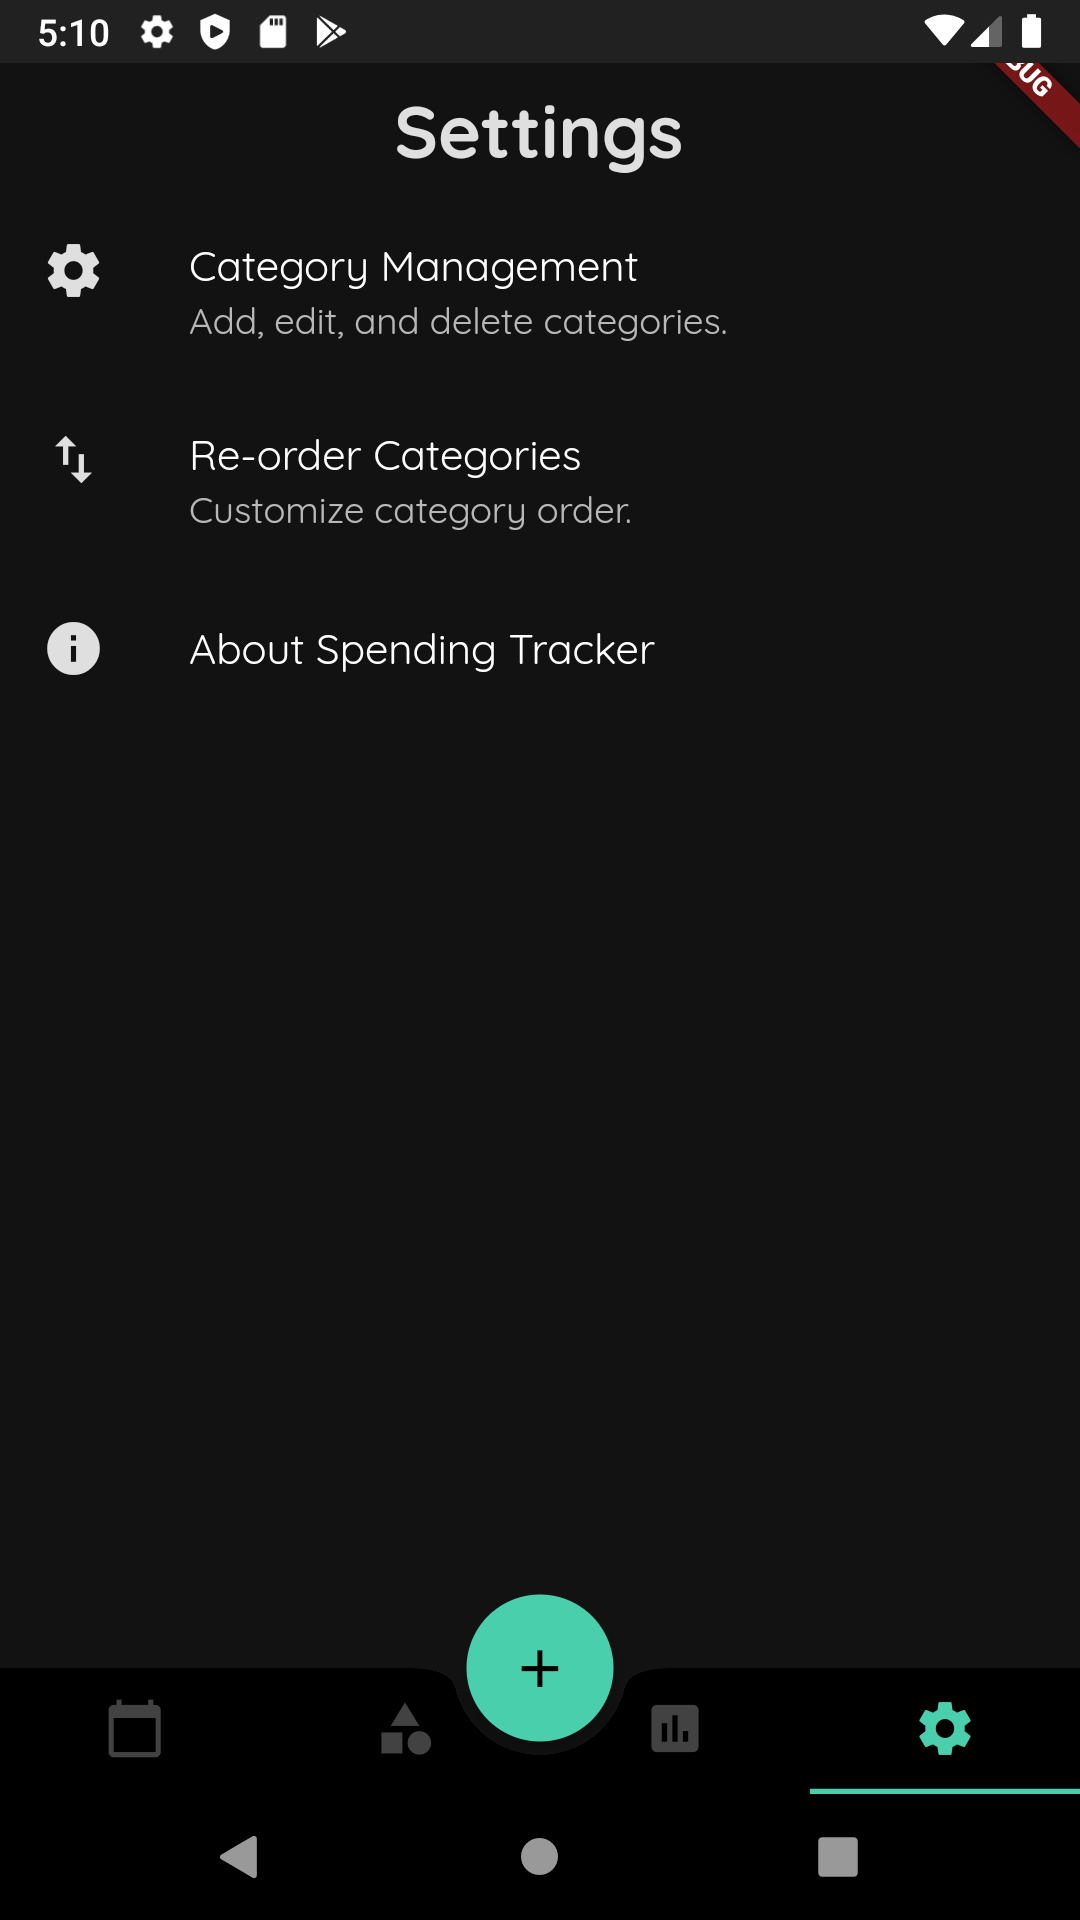 5:10
Settings
Category Management
Add, edit, and delete categories.
Re-order Categories
Customize category order.
About Spending Tracker